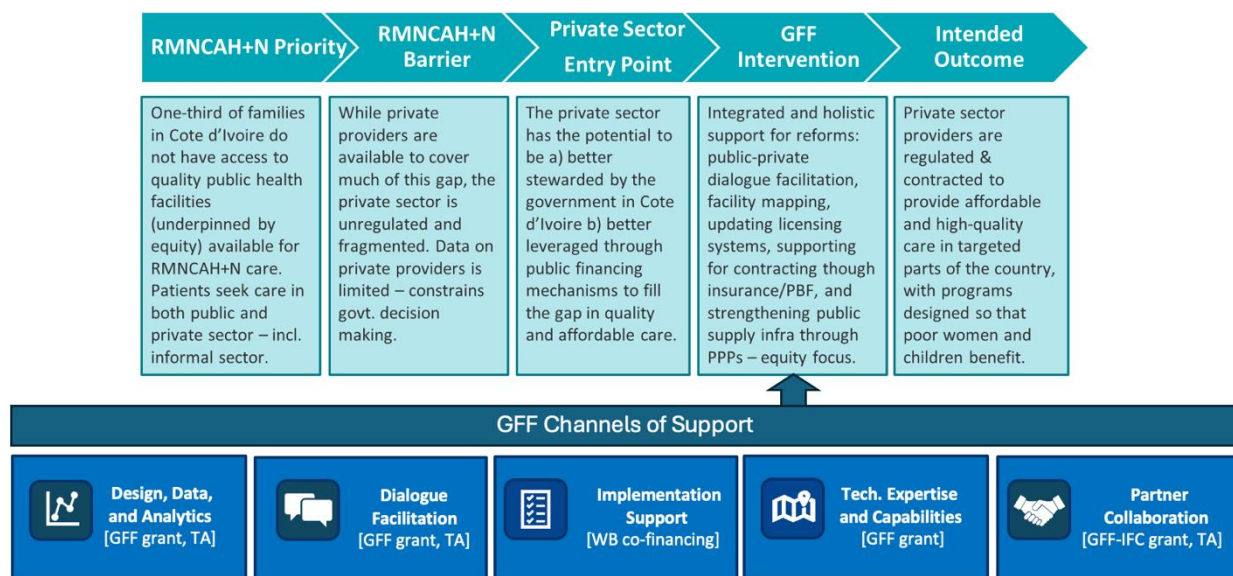 RMNCAH+N Priority
RMNCAH+N
Barrier
Private Sector
Entry Point
GFF
Intervention
Intended
Outcome
One-third of families
in Cote d'Ivoire do
not have access to
quality public health
facilities
(underpinned by
equity) available for
RMNCAH+N care.
Patients seek care in
both public and
private sector – incl.
informal sector.
While private
providers are
available to cover
much of this gap, the
private sector is
unregulated and
fragmented. Data on
private providers is
limited – constrains
govt. decision
making.
The private sector
has the potential to
be a) better
stewarded by the
government in Cote
d'Ivoire b) better
leveraged through
public financing
mechanisms to fill
the gap in quality
and affordable care.
Integrated and holistic
support for reforms:
public-private
dialogue facilitation,
facility mapping,
updating licensing
systems, supporting
for contracting though
insurance/PBF, and
strengthening public
supply infra through
PPPs – equity focus.
Private sector
providers are
regulated &
contracted to
provide affordable
and high-quality
care in targeted
parts of the country,
with programs
designed so that
poor women and
children benefit.
GFF Channels of Support
Design, Data,
and Analytics
[GFF grant, TA]
Dialogue
Facilitation
[GFF grant, TA]
Implementation
Support
[WB co-financing]
Tech. Expertise
and Capabilities
[GFF grant]
Partner
Collaboration
[GFF-IFC grant, TA]